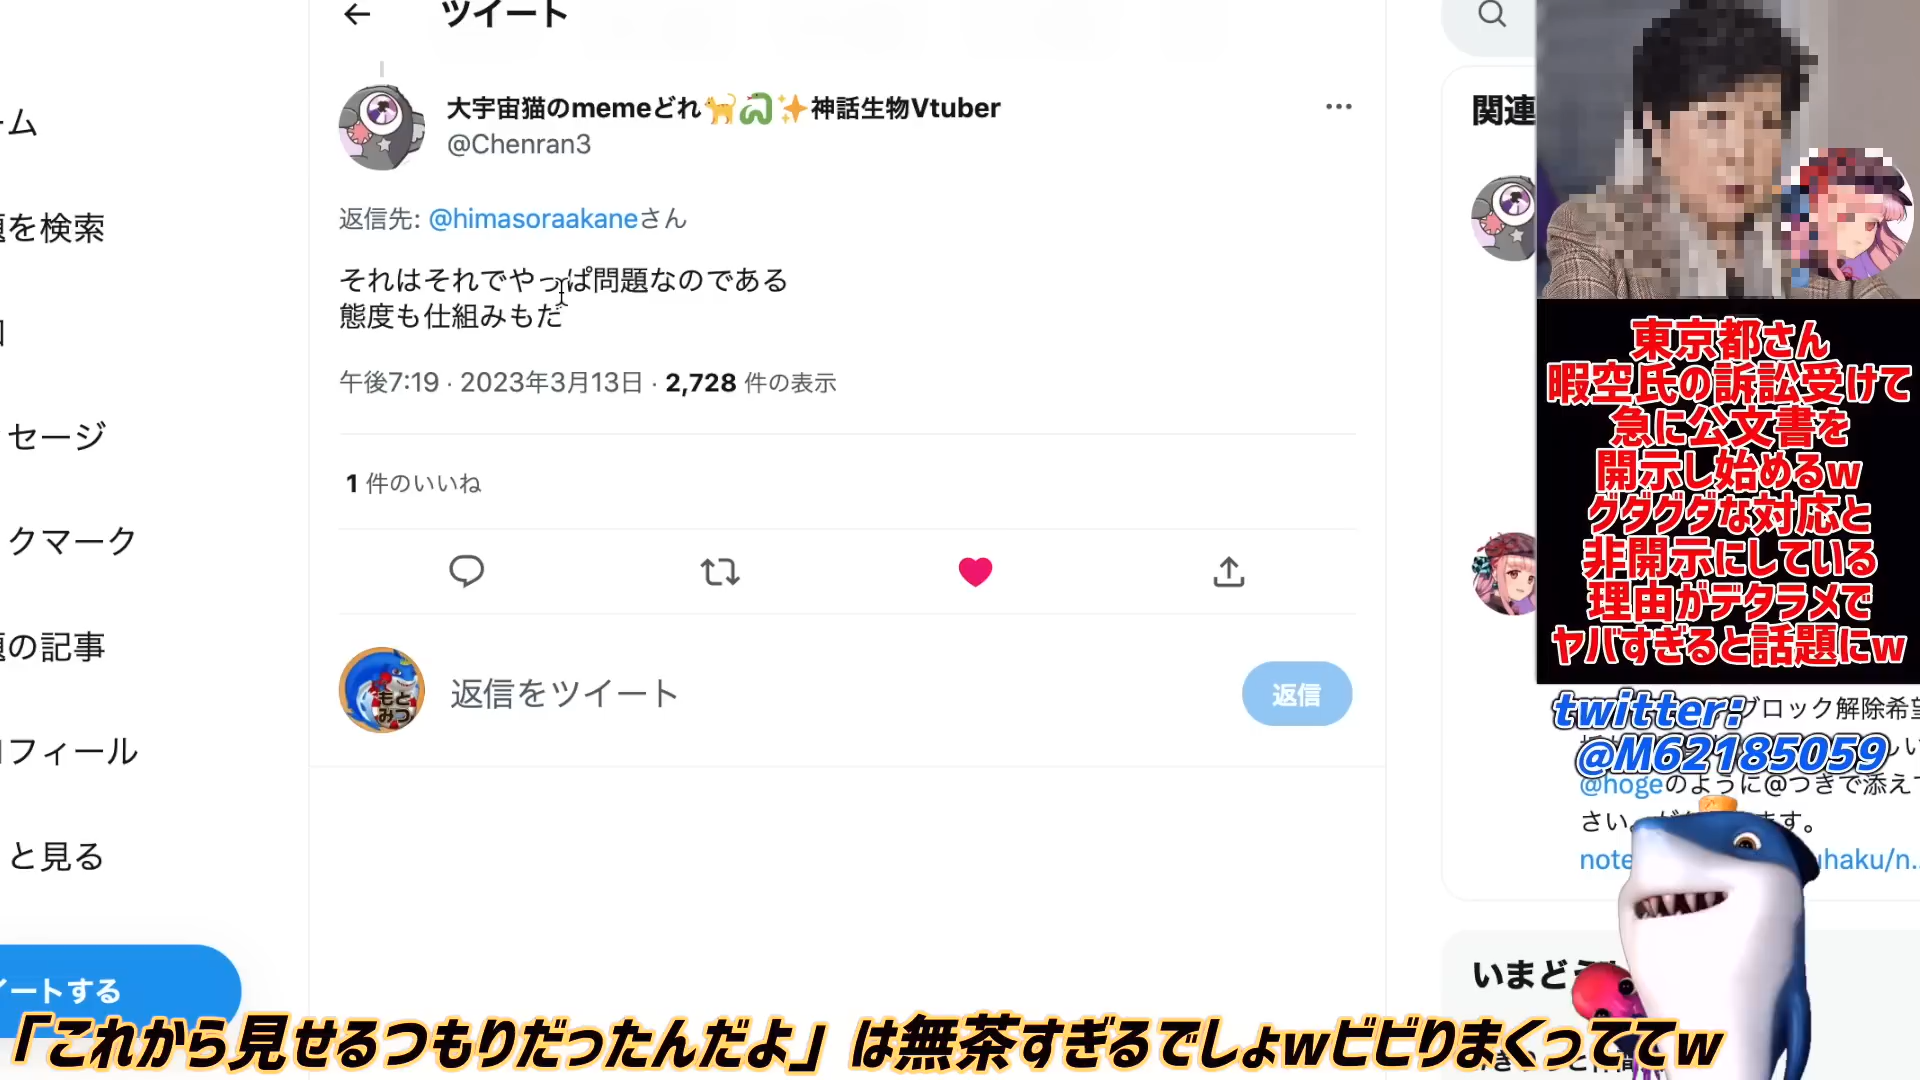 ツイート
ーム
を検索
セージ
クマーク
の記事
ロフィール
と見る
ートする
大宇宙猫のmemeどれ🐈🐍✨神話生物Vtuber
@Chenran3
返信先: @himasoraakaneさん
それはそれでやっぱ問題なのである
態度も仕組みもだ
午後7:19 · 2023年3月13日 · 2,728 件の表示
1 件のいいね
もと
みつ
返信をツイート
返信
関連
東京都さん
暇空氏の訴訟受けて
急に公文書を
開示し始めるw
グダグダな対応と
非開示にしている
理由がデタラメで
ヤバすぎると話題にw
twitter:
ブロック解除希望
@M62185059
@hogeのように@つきで添えて
さい。
ます。
note
uhaku/n...
いまどう
「これから見せるつもりだったんだよ」は無茶すぎるでしょwビビりまくっててw